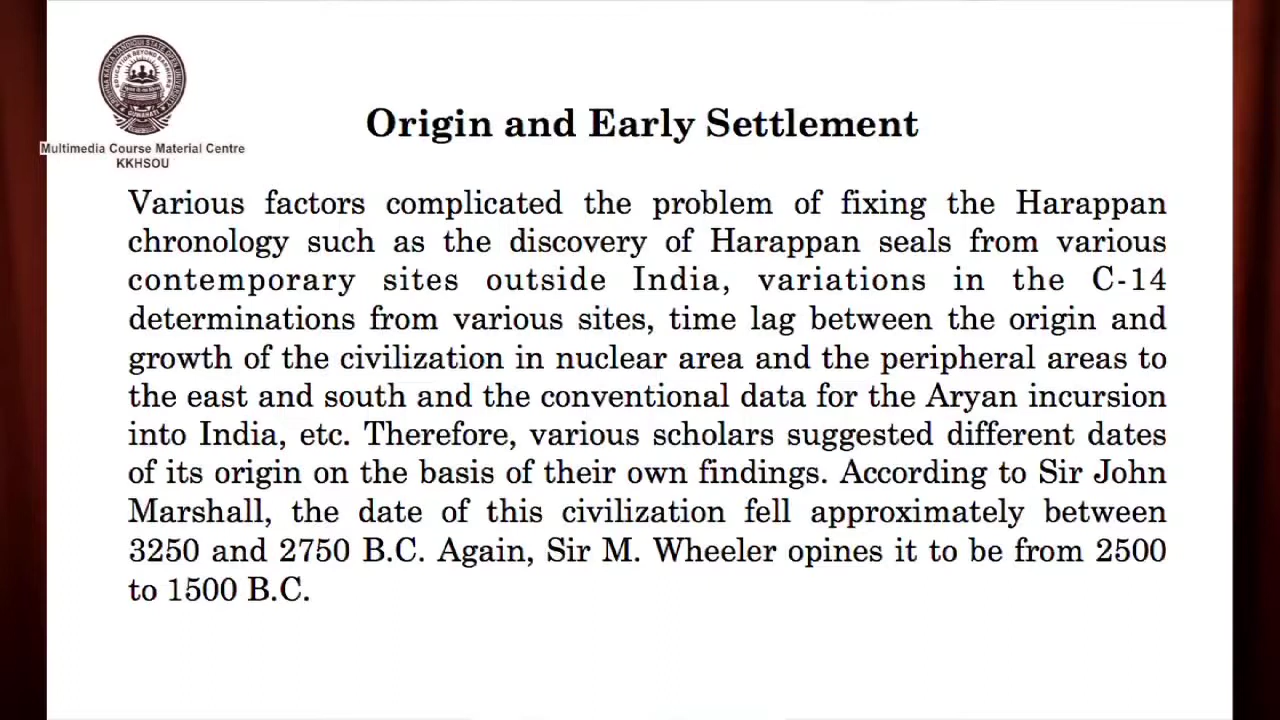 Origin and Early Settlement
Multimedia Course Material Centre
KKHSOU
Various factors complicated the problem of fixing the Harappan
chronology such as the discovery of Harappan seals from various
contemporary sites outside India, variations in the C-14
determinations from various sites, time lag between the origin and
growth of the civilization in nuclear area and the peripheral areas to
the east and south and the conventional data for the Aryan incursion
into India, etc. Therefore, various scholars suggested different dates
of its origin on the basis of their own findings. According to Sir John
Marshall, the date of this civilization fell approximately between
3250 and 2750 B.C. Again, Sir M. Wheeler opines it to be from 2500
to 1500 B.C.